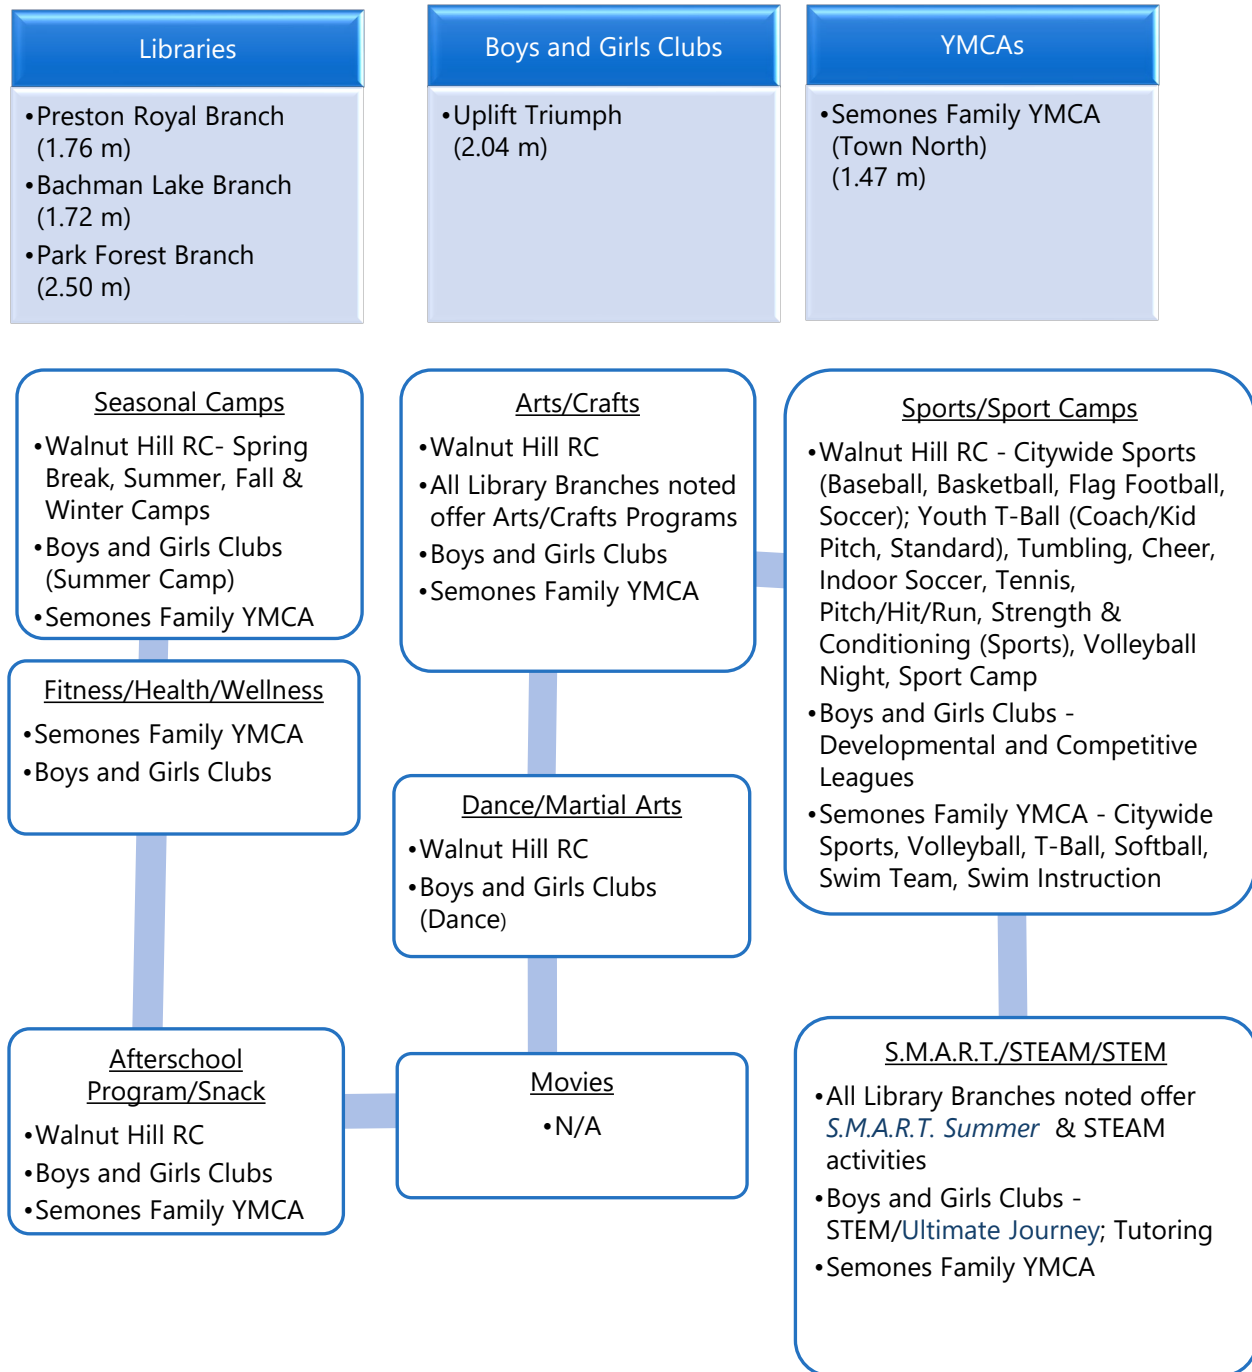 Libraries
•Preston Royal Branch
(1.76 m)
•Bachman Lake Branch
(1.72 m)
•Park Forest Branch
(2.50 m)
Boys and Girls Clubs
•Uplift Triumph
(2.04 m)
YMCAs
•Semones Family YMCA
(Town North)
(1.47 m)
Seasonal Camps
•Walnut Hill RC- Spring
Break, Summer, Fall &
Winter Camps
•Boys and Girls Clubs
(Summer Camp)
•Semones Family YMCA
Fitness/Health/Wellness
•Semones Family YMCA
•Boys and Girls Clubs
Afterschool
Program/Snack
•Walnut Hill RC
•Boys and Girls Clubs
•Semones Family YMCA
Arts/Crafts
•Walnut Hill RC
•All Library Branches noted
offer Arts/Crafts Programs
•Boys and Girls Clubs
•Semones Family YMCA
Dance/Martial Arts
•Walnut Hill RC
•Boys and Girls Clubs
(Dance)
Movies
•N/A
Sports/Sport Camps
•Walnut Hill RC - Citywide Sports
(Baseball, Basketball, Flag Football,
Soccer); Youth T-Ball (Coach/Kid
Pitch, Standard), Tumbling, Cheer,
Indoor Soccer, Tennis,
Pitch/Hit/Run, Strength &
Conditioning (Sports), Volleyball
Night, Sport Camp
•Boys and Girls Clubs -
Developmental and Competitive
Leagues
•Semones Family YMCA - Citywide
Sports, Volleyball, T-Ball, Softball,
Swim Team, Swim Instruction
S.M.A.R.T./STEAM/STEM
•All Library Branches noted offer
S.M.A.R.T. Summer & STEAM
activities
•Boys and Girls Clubs -
STEM/Ultimate Journey; Tutoring
•Semones Family YMCA